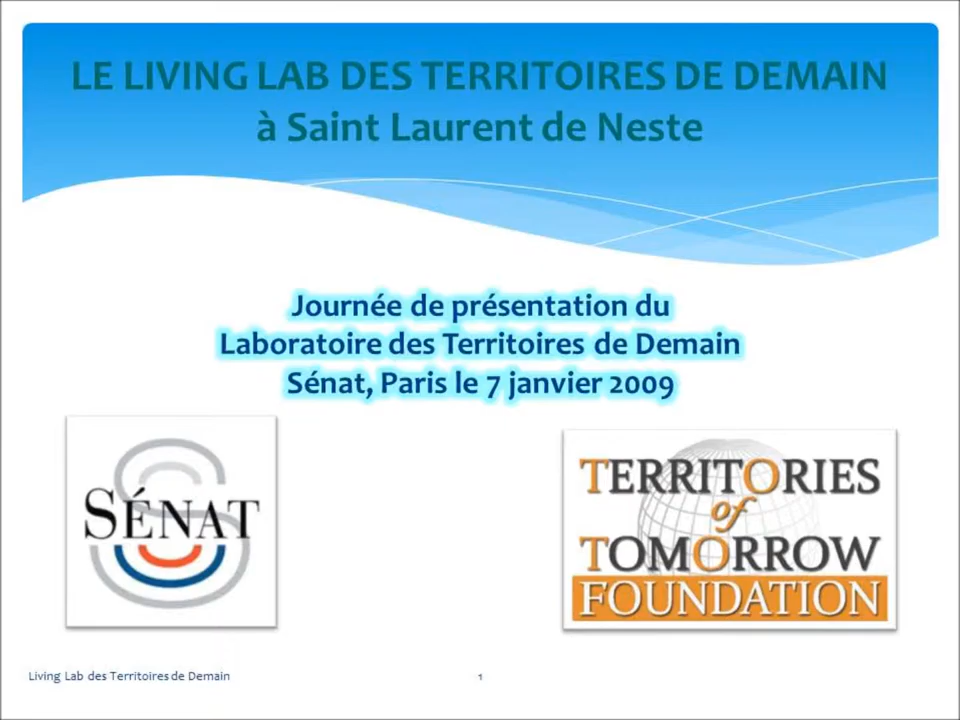 LE LIVING LAB DES TERRITOIRES DE DEMAIN
à Saint Laurent de Neste
Journée de présentation du
Laboratoire des Territoires de Demain
Sénat, Paris le 7 janvier 2009
SÉNAT
TERRITORIES
of
TOMORROW
FOUNDATION
Living Lab des Territoires de Demain
1